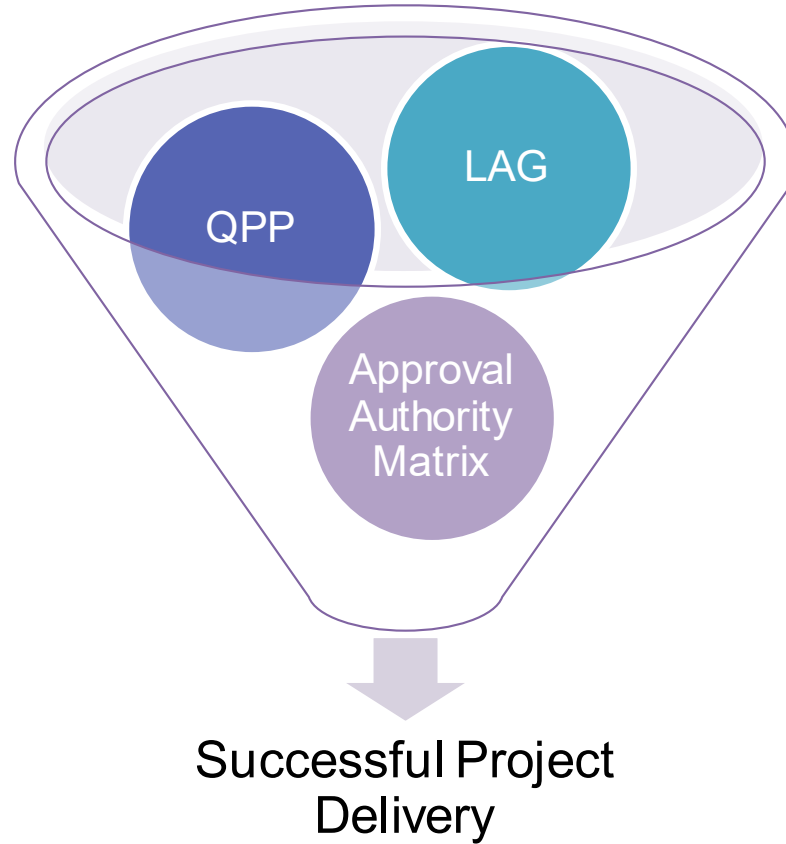 LAG
QPP
Approval
Authority
Matrix
Successful Project
Delivery